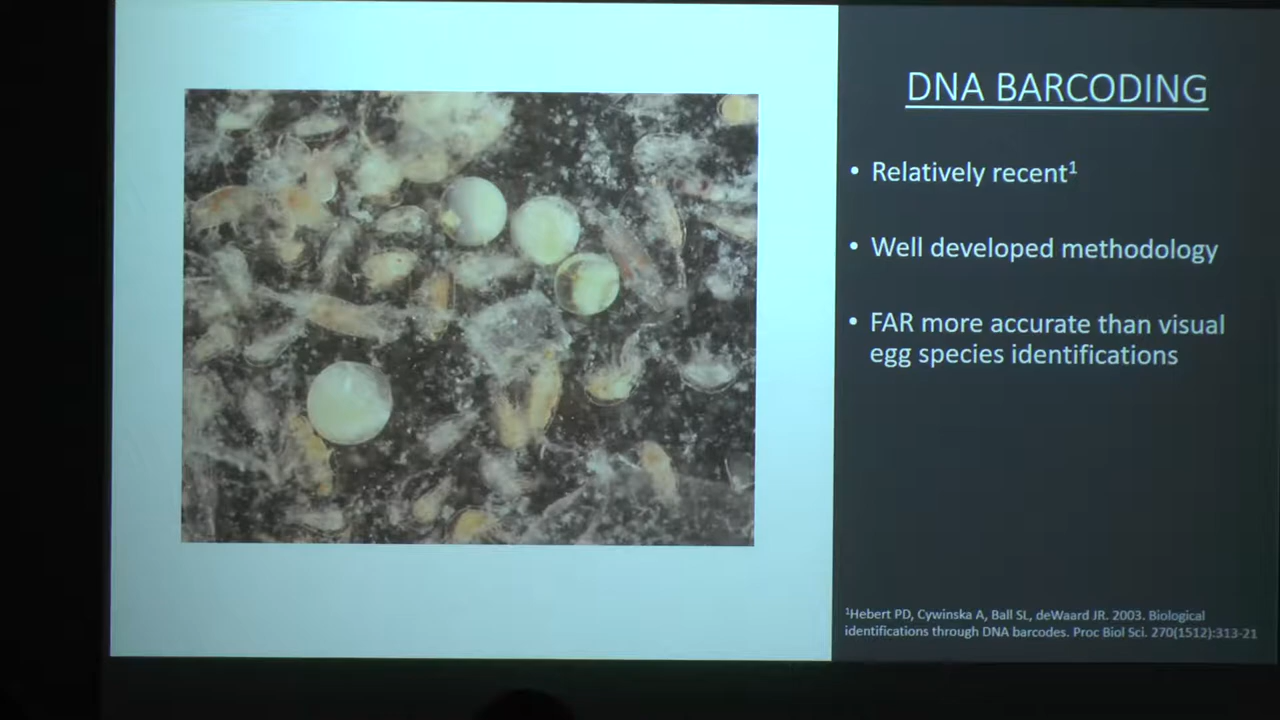 DNA BARCODING
• Relatively recent¹
• Well developed methodology
• FAR more accurate than visual
egg species identifications
¹Hebert PD, Cywinska A, Ball SL, deWaard JR. 2003. Biological
identifications through DNA barcodes. Proc Biol Sci. 270(1512):313-21